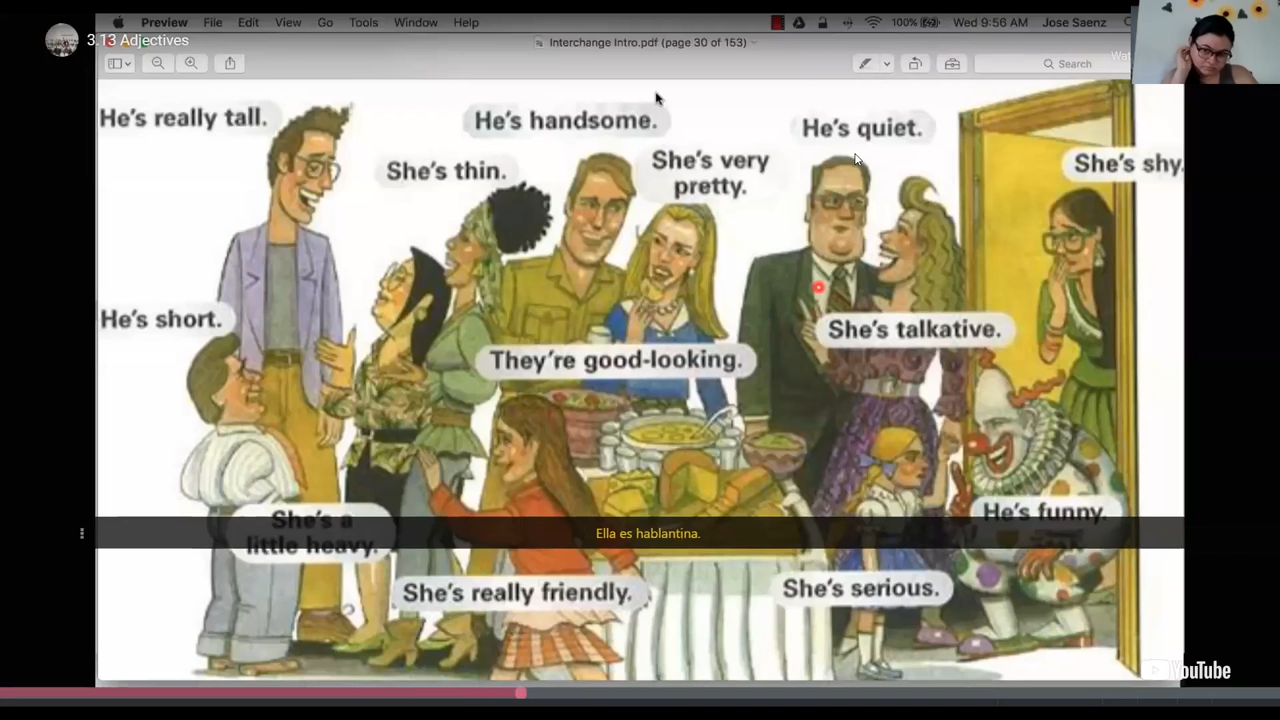 Preview File Edit View Go Tools Window Help 100% Wed 9:56 AM Jose Saenz
3.13 Adjectives
Interchange Intro.pdf (page 30 of 153)
Search
He's really tall.
He's handsome.
He's quiet.
She's thin.
She's very
pretty.
She's shy.
He's short.
She's talkative.
They're good-looking.
She's a
little heavy.
He's funny.
Ella es hablantina.
She's really friendly.
She's serious.
YouTube